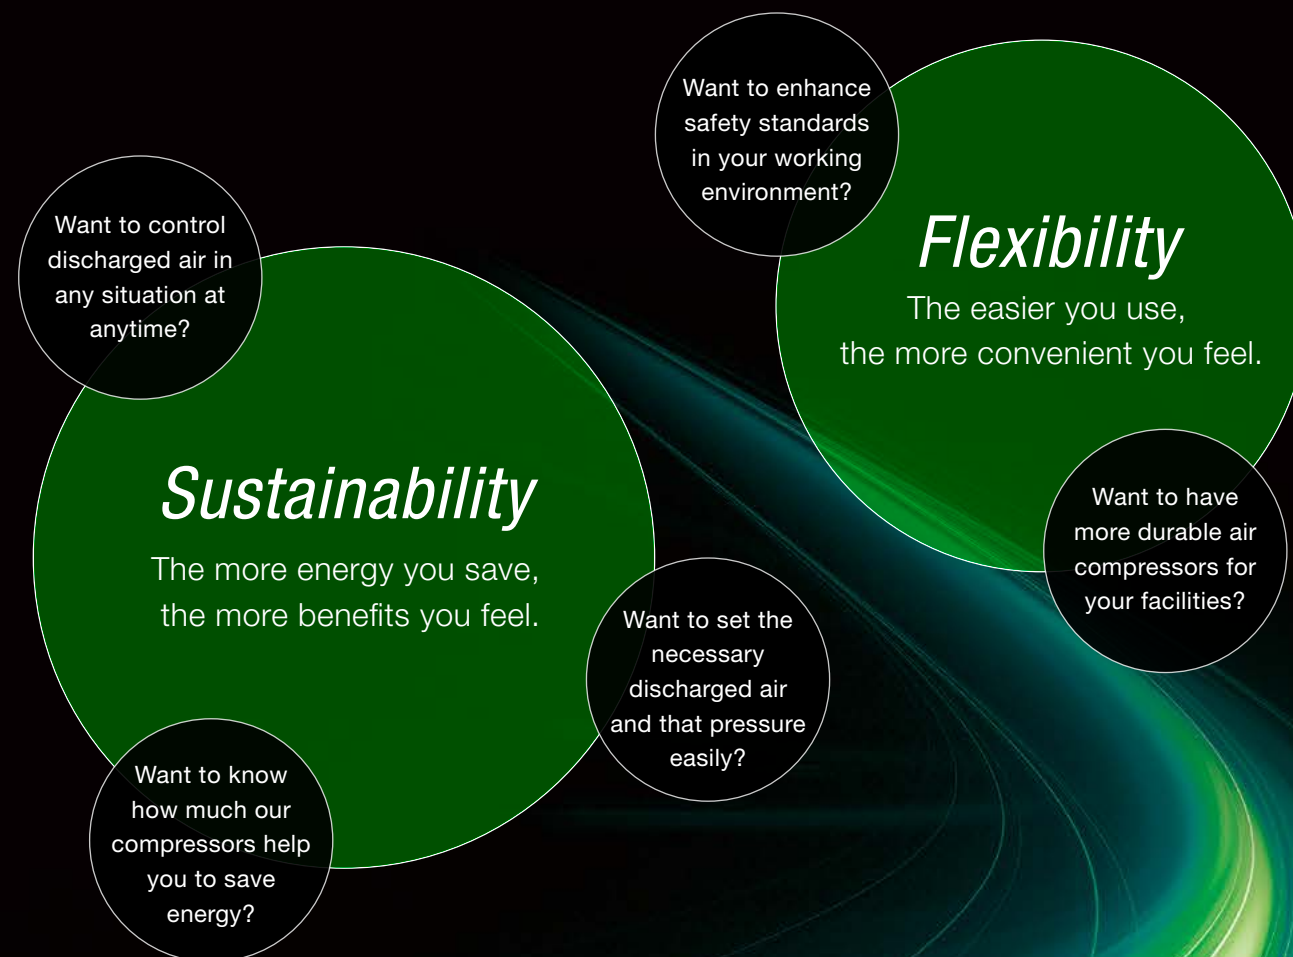 Want to enhance
safety standards
in your working
environment?
Flexibility
The easier you use,
the more convenient you feel.
Want to have
more durable air
compressors for
your facilities?
Want to control
discharged air in
any situation at
anytime?
Sustainability
The more energy you save,
the more benefits you feel.
Want to set the
necessary
discharged air
and that pressure
easily?
Want to know
how much our
compressors help
you to save
energy?